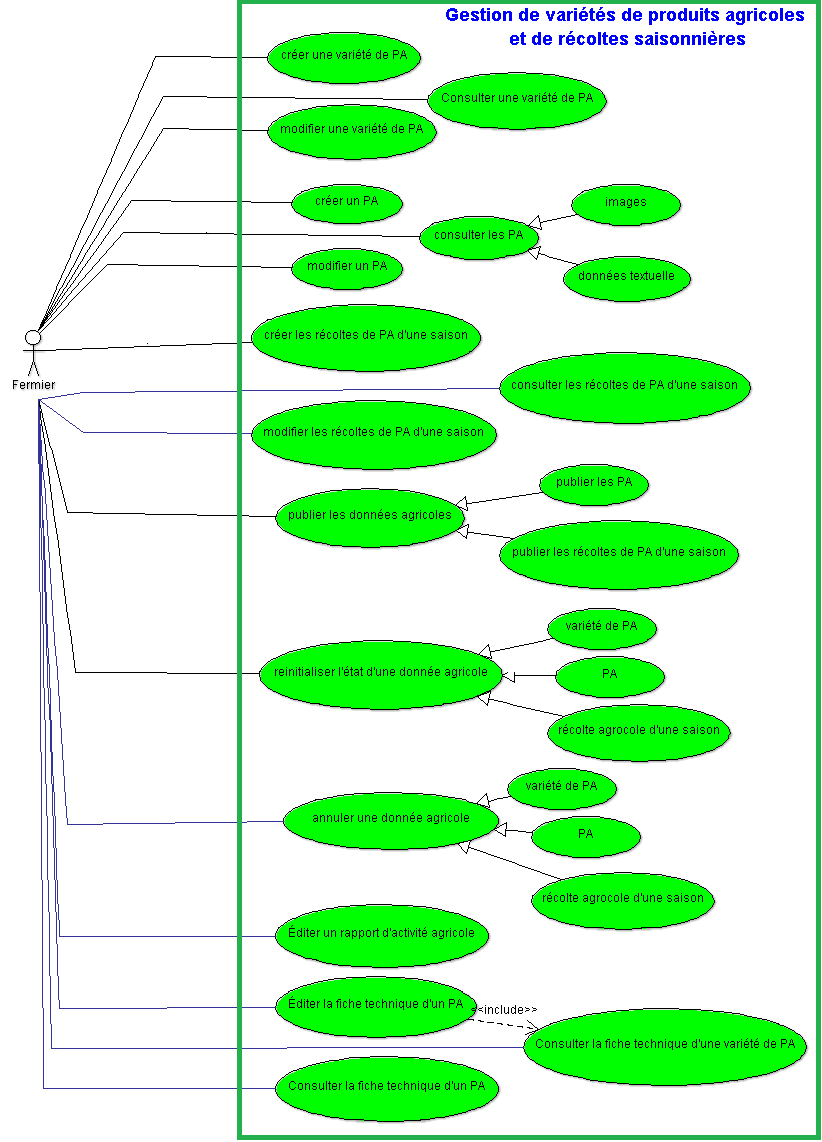 Gestion de variétés de produits agricoles
et de récoltes saisonnières
créer une variété de PA
Consulter une variété de PA
modifier une variété de PA
créer un PA
images
consulter les PA
modifier un PA
données textuelle
créer les récoltes de PA d'une saison
Fermier
consulter les récoltes de PA d'une saison
modifier les récoltes de PA d'une saison
publier les PA
publier les données agricoles
publier les récoltes de PA d'une saison
variété de PA
reinitialiser l'état d'une donnée agricole
PA
récolte agrocole d'une saison
variété de PA
annuler une donnée agricole
PA
récolte agrocole d'une saison
Éditer un rapport d'activité agricole
Éditer la fiche technique d'un PA
<<include>>
Consulter la fiche technique d'une variété de PA
Consulter la fiche technique d'un PA